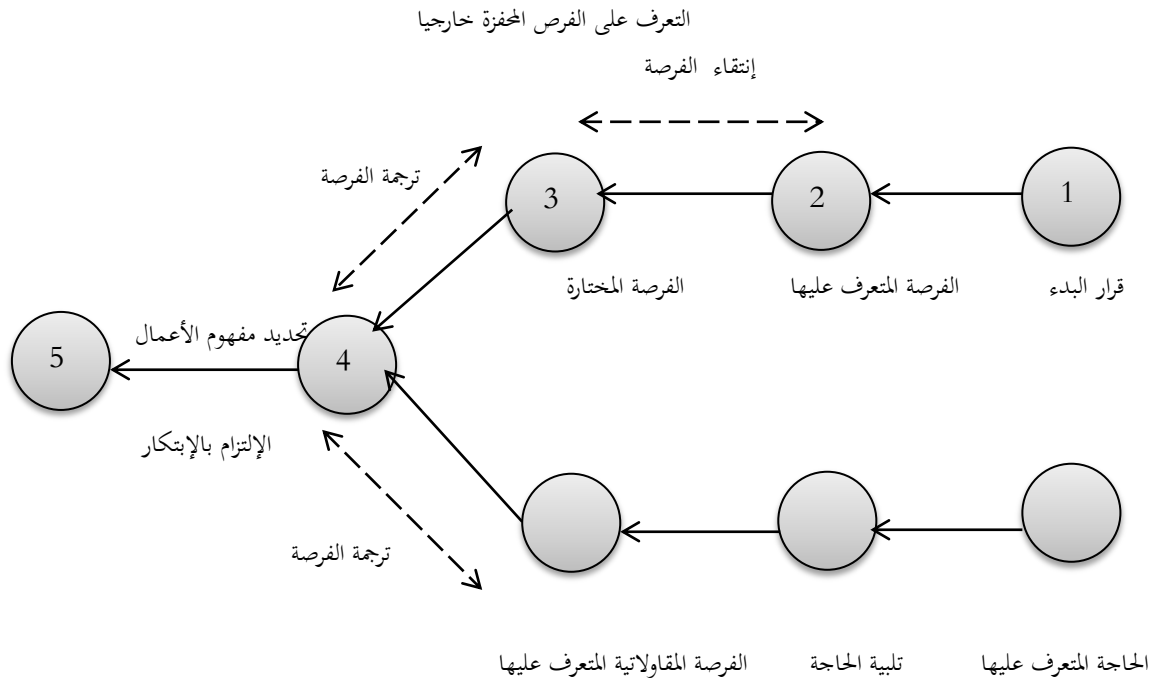 التعرف على الفرص المحفزة خارجيا
إنتقاء الفرصة
ترجمة الفرصة
1
2
3
قرار البدء
الفرصة المتعرف عليها
الفرصة المختارة
تحديد مفهوم الأعمال
4
5
الإلتزام بالإبتكار
ترجمة الفرصة
الحاجة المتعرف عليها
تلبية الحاجة
الفرصة المقاولاتية المتعرف عليها